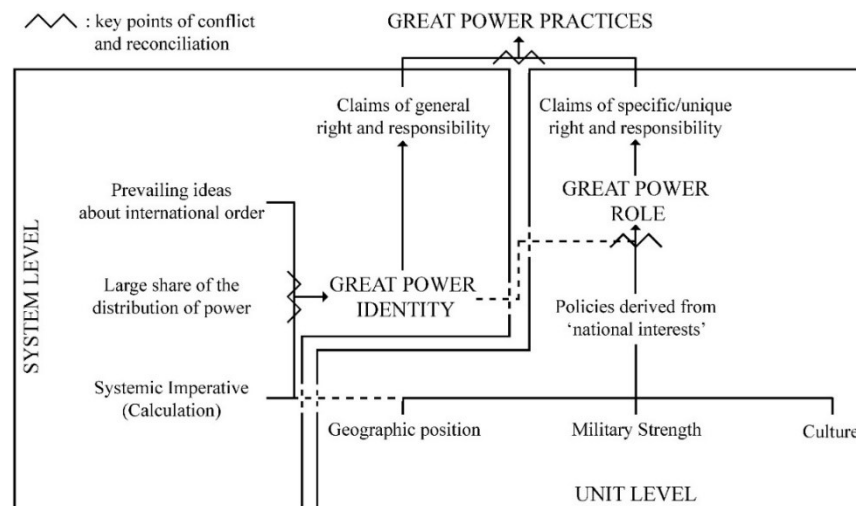 : key points of conflict
and reconciliation
GREAT POWER PRACTICES
Claims of general
right and responsibility
Claims of specific/unique
right and responsibility
Prevailing ideas
about international order
GREAT POWER
ROLE
SYSTEM LEVEL
Large share of the
distribution of power
GREAT POWER
IDENTITY
Policies derived from
‘national interests’
Systemic Imperative
(Calculation)
Geographic position
Military Strength
Culture
UNIT LEVEL